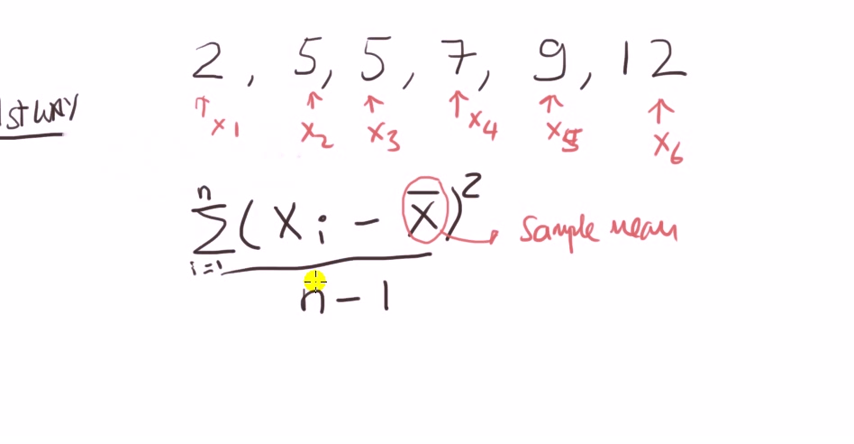 2, 5, 5, 7, 9, 12
1ST WAY
x1 x2 x3 x4 x5 x6
n
∑ (xi - x̄)²
i=1
sample mean
n - 1